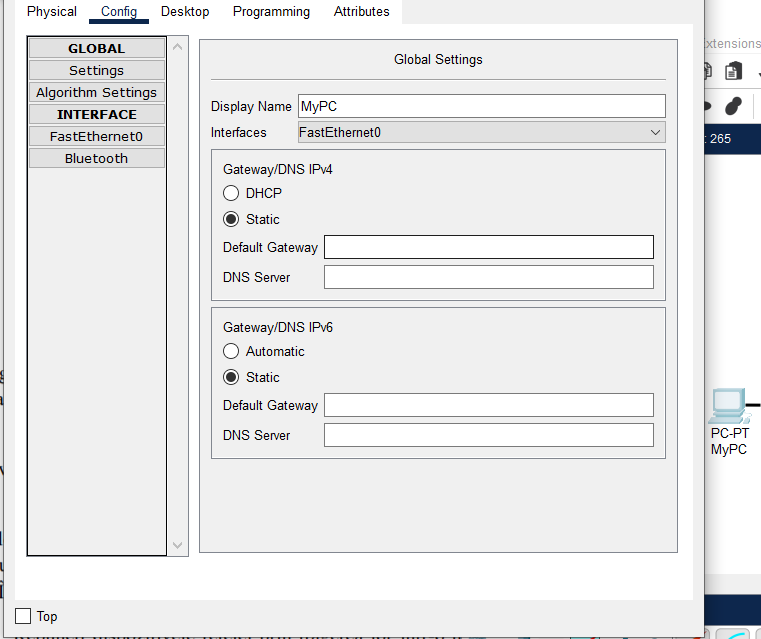 Physical Config Desktop Programming Attributes
GLOBAL
Settings
Algorithm Settings
INTERFACE
FastEthernet0
Bluetooth
Global Settings
Display Name MyPC
Interfaces FastEthernet0
Gateway/DNS IPv4
DHCP
Static
Default Gateway
DNS Server
Gateway/DNS IPv6
Automatic
Static
Default Gateway
DNS Server
Top
xtensions
: 265
PC-PT
MyPC